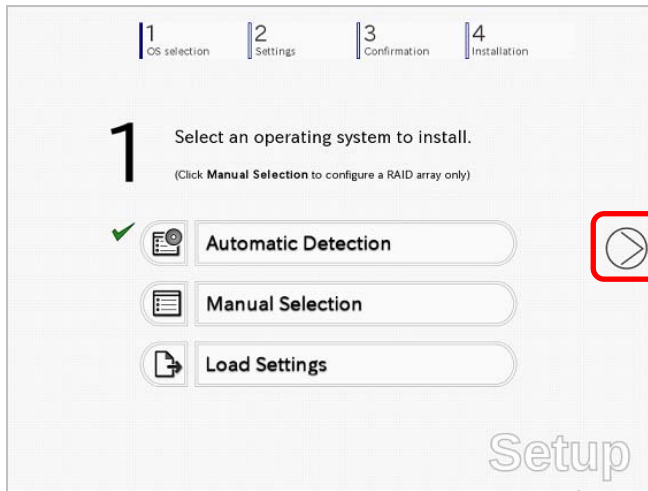 1 2 3 4
OS selection Settings Confirmation Installation
1 Select an operating system to install.
(Click Manual Selection to configure a RAID array only)
Automatic Detection
Manual Selection
Load Settings
Setup